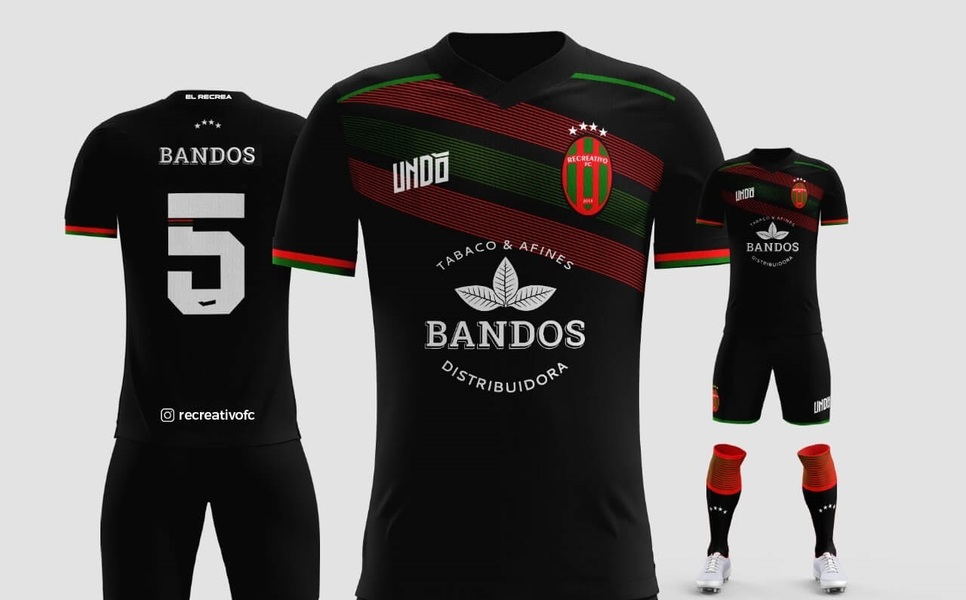 EL RECREA
BANDOS
5
recreativofc
UNDŌ
RECREATIVO
FC
TABACO & AFINES
BANDOS
DISTRIBUIDORA
UNDŌ
TABACO & AFINES
BANDOS
DISTRIBUIDORA
UNDŌ